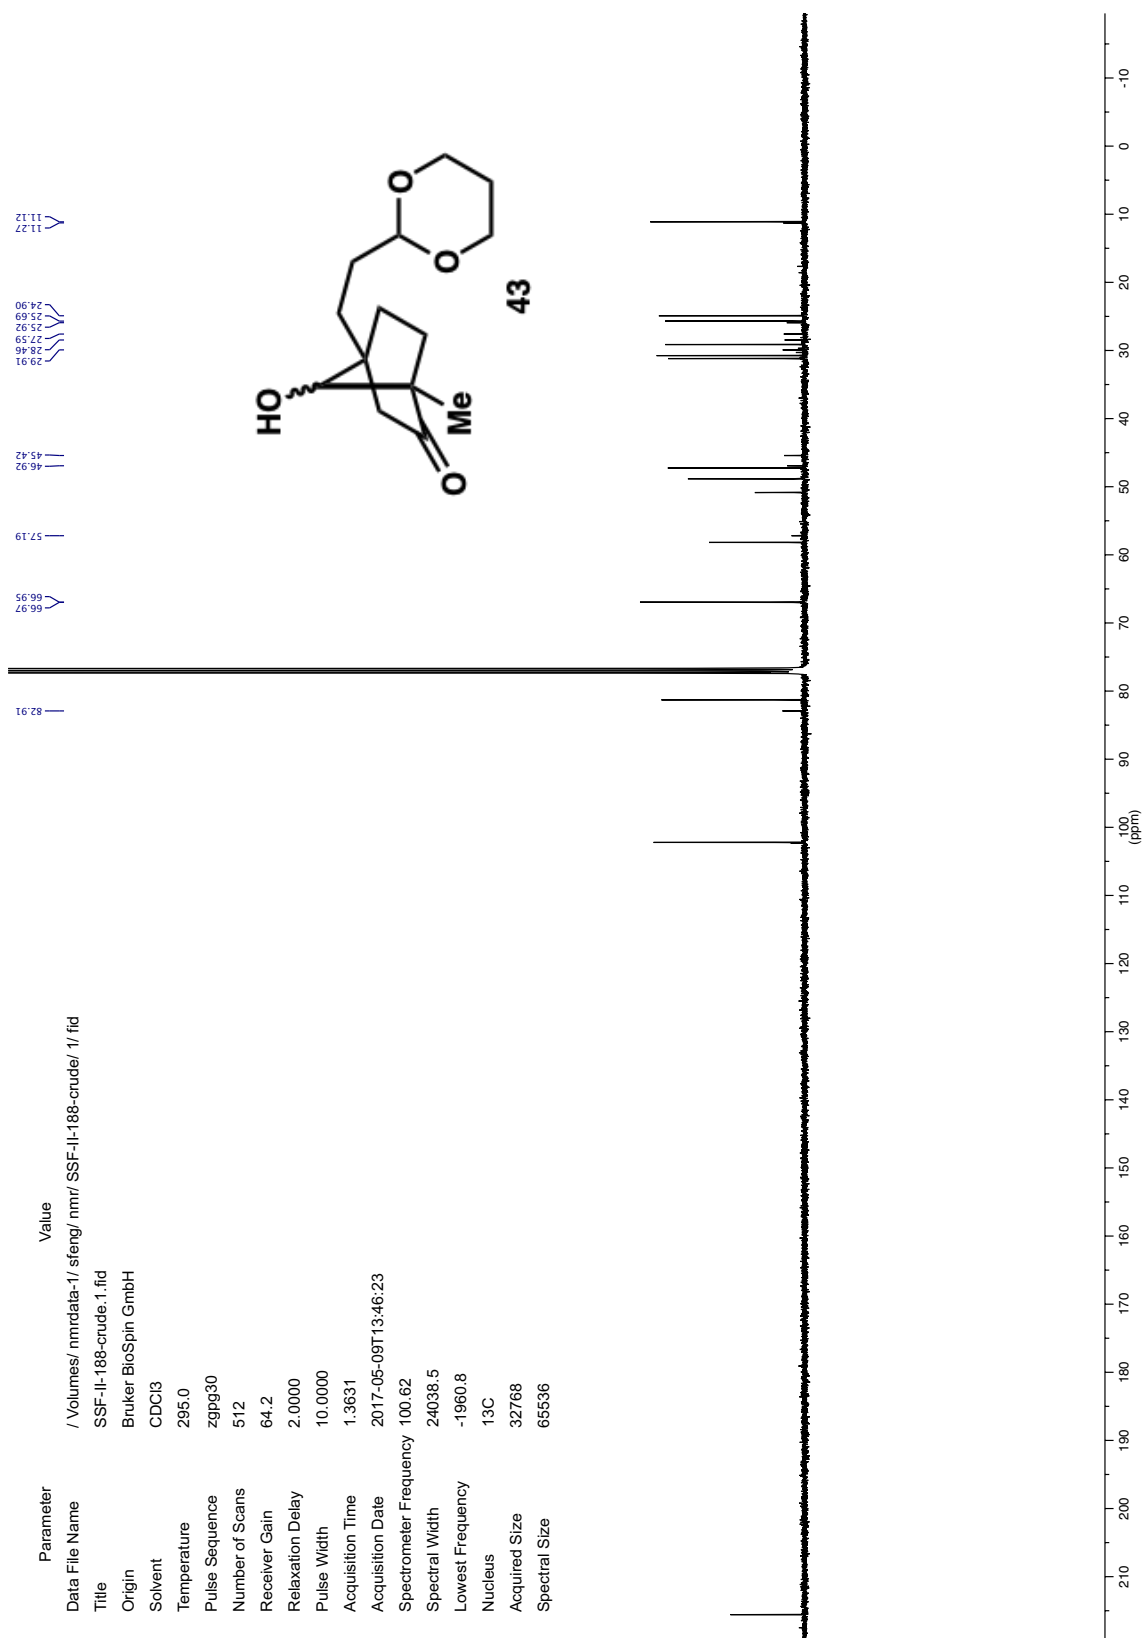 Parameter Value
Data File Name / Volumes/ nmrdata-1/ sfeng/ nmr/ SSF-II-188-crude/ 1/ fid
Title SSF-II-188-crude.1.fid
Origin Bruker BioSpin GmbH
Solvent CDCl3
Temperature 295.0
Pulse Sequence zgpg30
Number of Scans 512
Receiver Gain 64.2
Relaxation Delay 2.0000
Pulse Width 10.0000
Acquisition Time 1.3631
Acquisition Date 2017-05-09T13:46:23
Spectrometer Frequency 100.62
Spectral Width 24038.5
Lowest Frequency -1960.8
Nucleus 13C
Acquired Size 32768
Spectral Size 65536
82.91
66.97
66.95
57.19
46.92
45.42
29.91
28.46
27.59
25.92
25.69
24.90
11.27
11.12
HO
O
Me
O
O
43
210 200 190 180 170 160 150 140 130 120 110 100 90 80 70 60 50 40 30 20 10 0 -10
(ppm)